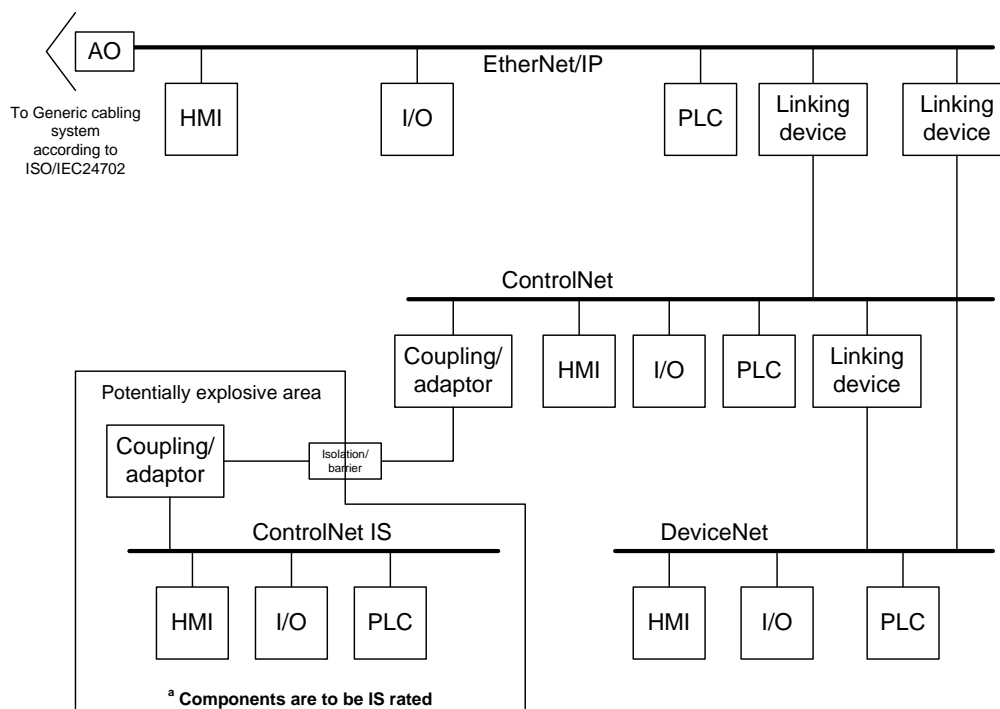 AO
EtherNet/IP
To Generic cabling
system
according to
ISO/IEC24702
HMI
I/O
PLC
Linking
device
Linking
device
ControlNet
Coupling/
adaptor
HMI
I/O
PLC
Linking
device
Potentially explosive area
Coupling/
adaptor
Isolation/
barrier
ControlNet IS
DeviceNet
HMI
I/O
PLC
HMI
I/O
PLC
a Components are to be IS rated